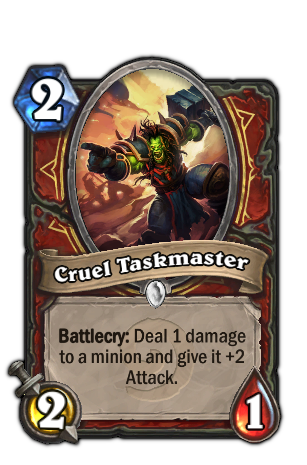 2
Cruel Taskmaster
Battlecry: Deal 1 damage
to a minion and give it +2
Attack.
2
1